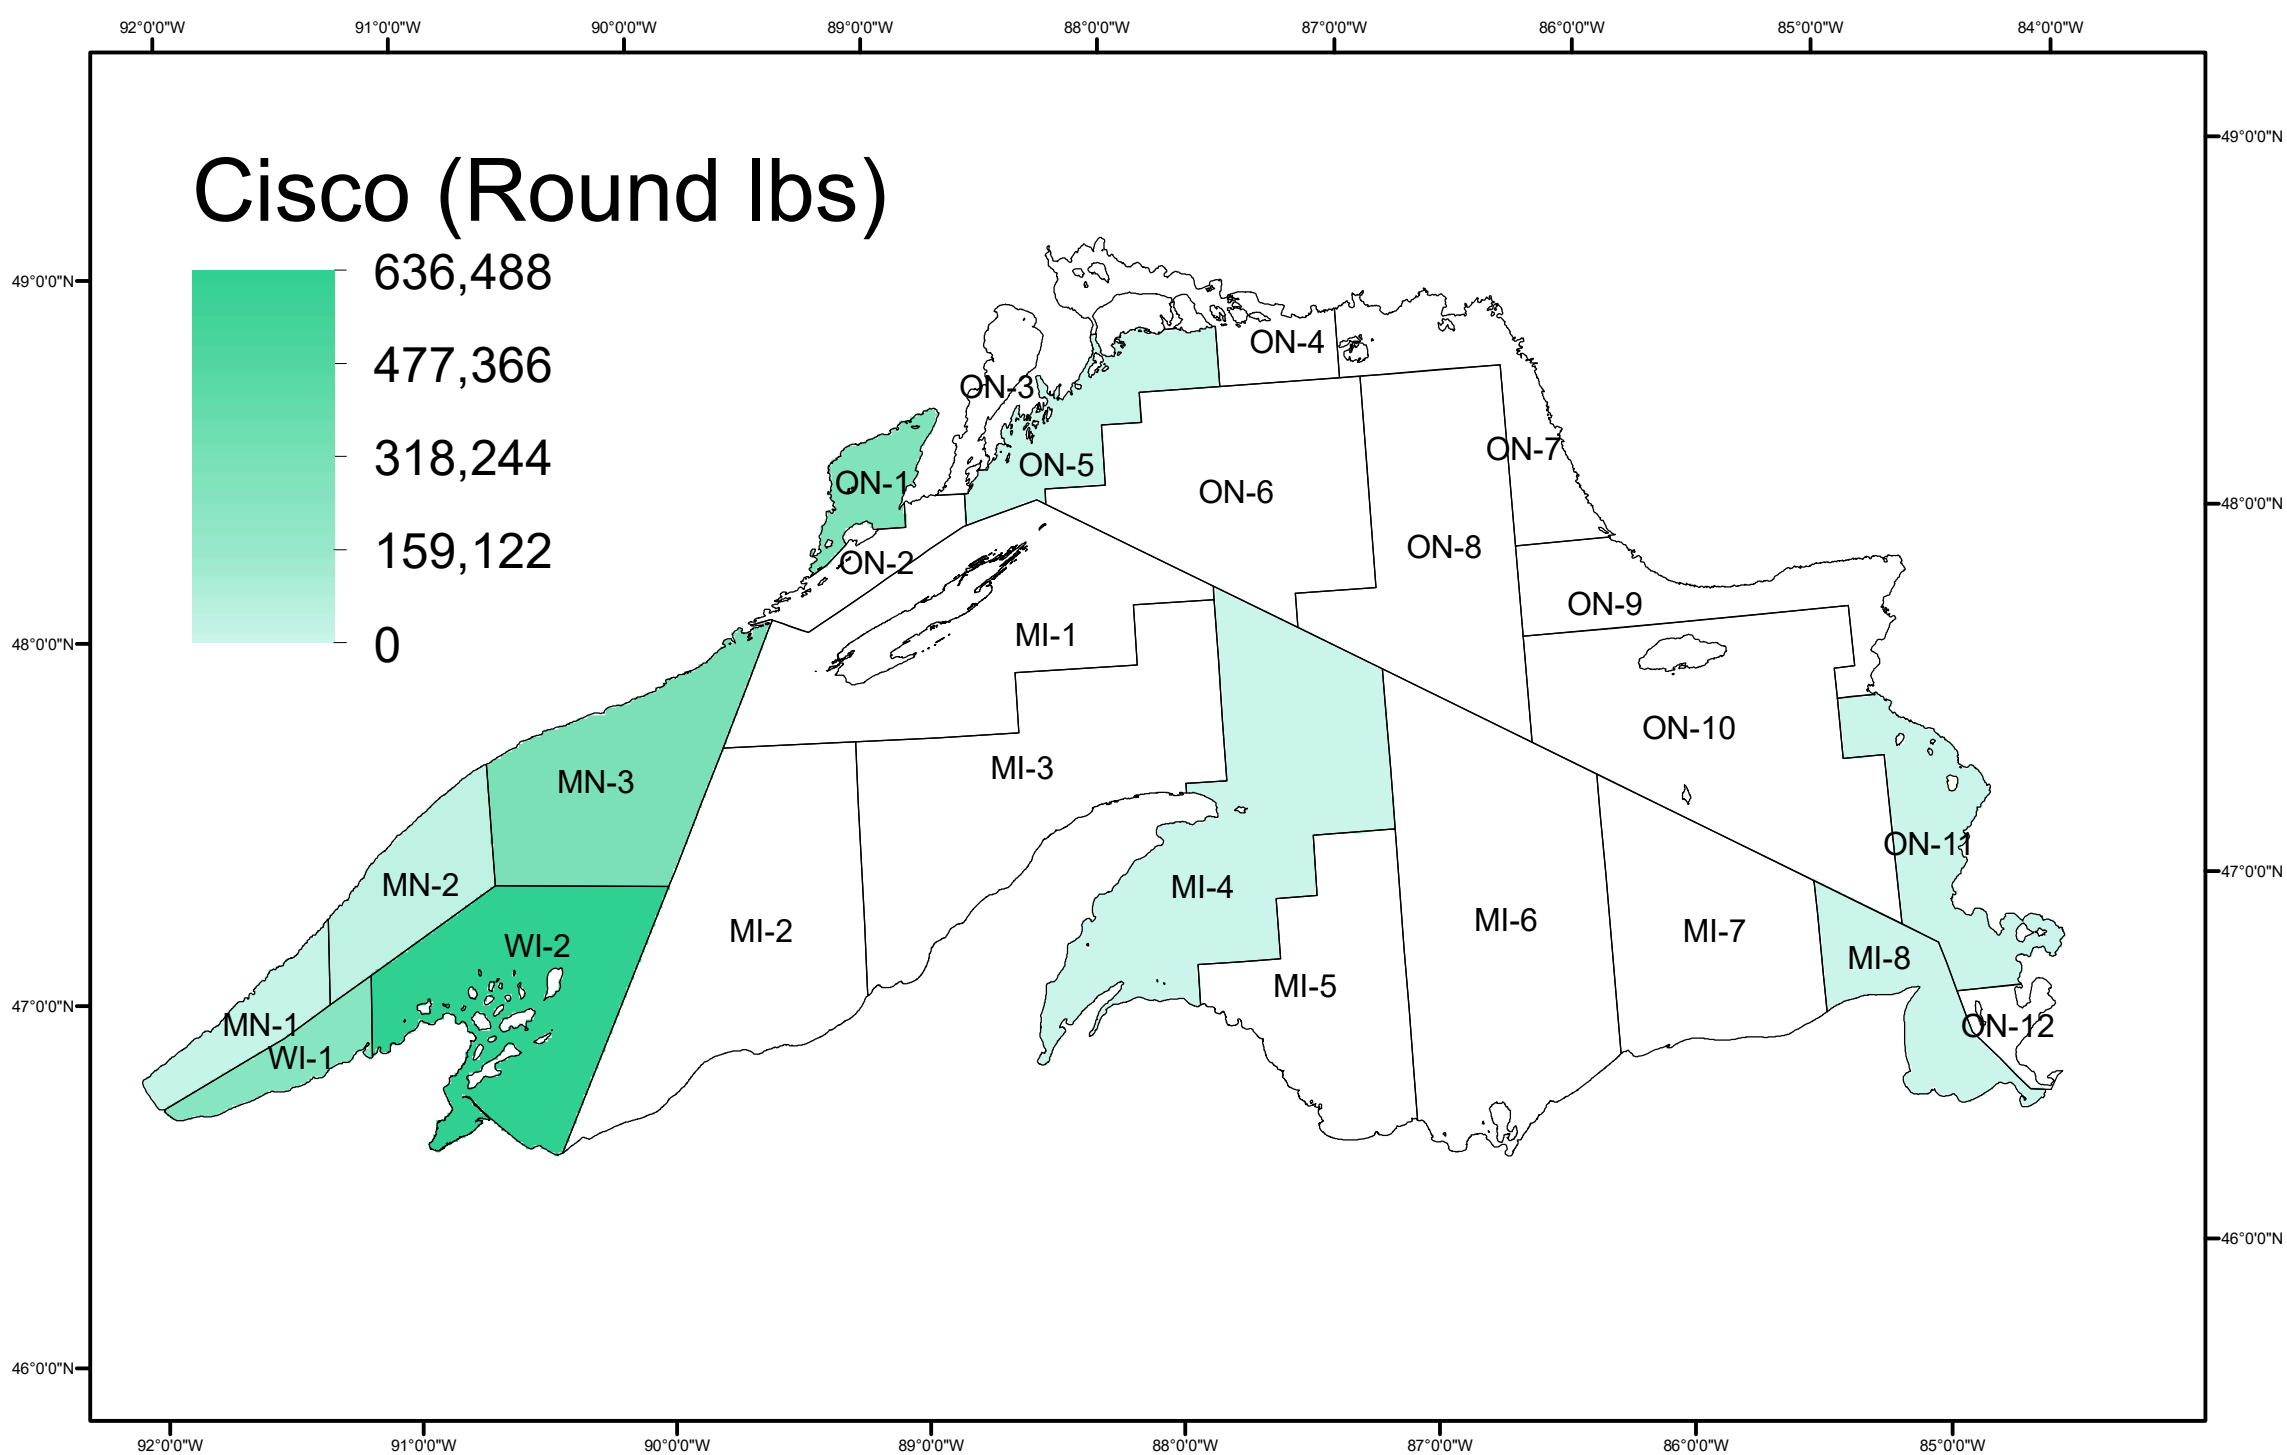 92°0'0"W 91°0'0"W 90°0'0"W 89°0'0"W 88°0'0"W 87°0'0"W 86°0'0"W 85°0'0"W 84°0'0"W
49°0'0"N
Cisco (Round lbs)
636,488
49°0'0"N
ON-4
477,366
ON-3
ON-7
318,244
ON-5
ON-1
ON-6
48°0'0"N
159,122
ON-8
ON-2
ON-9
MI-1
0
48°0'0"N
ON-10
MI-3
MN-3
ON-11
47°0'0"N
MN-2
MI-4
MI-6
MI-2
MI-7
WI-2
MI-8
MI-5
47°0'0"N
MN-1
ON-12
WI-1
46°0'0"N
46°0'0"N
92°0'0"W 91°0'0"W 90°0'0"W 89°0'0"W 88°0'0"W 87°0'0"W 86°0'0"W 85°0'0"W